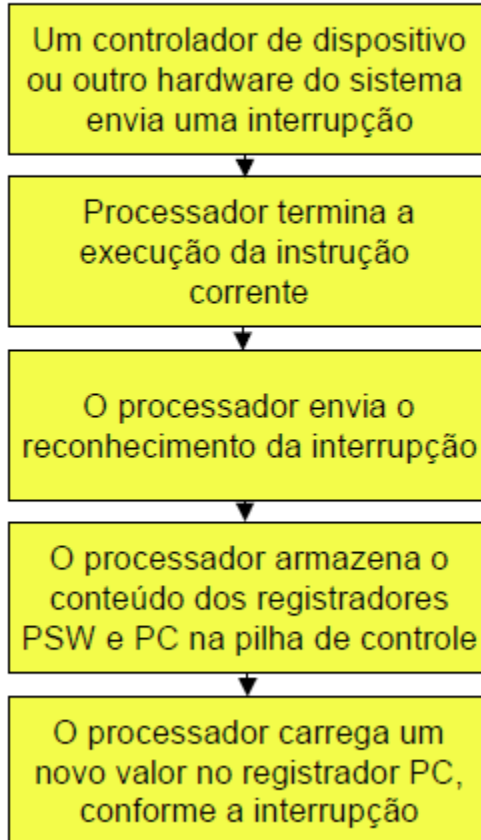 Um controlador de dispositivo
ou outro hardware do sistema
envia uma interrupção
Processador termina a
execução da instrução
corrente
O processador envia o
reconhecimento da interrupção
O processador armazena o
conteúdo dos registradores
PSW e PC na pilha de controle
O processador carrega um
novo valor no registrador PC,
conforme a interrupção